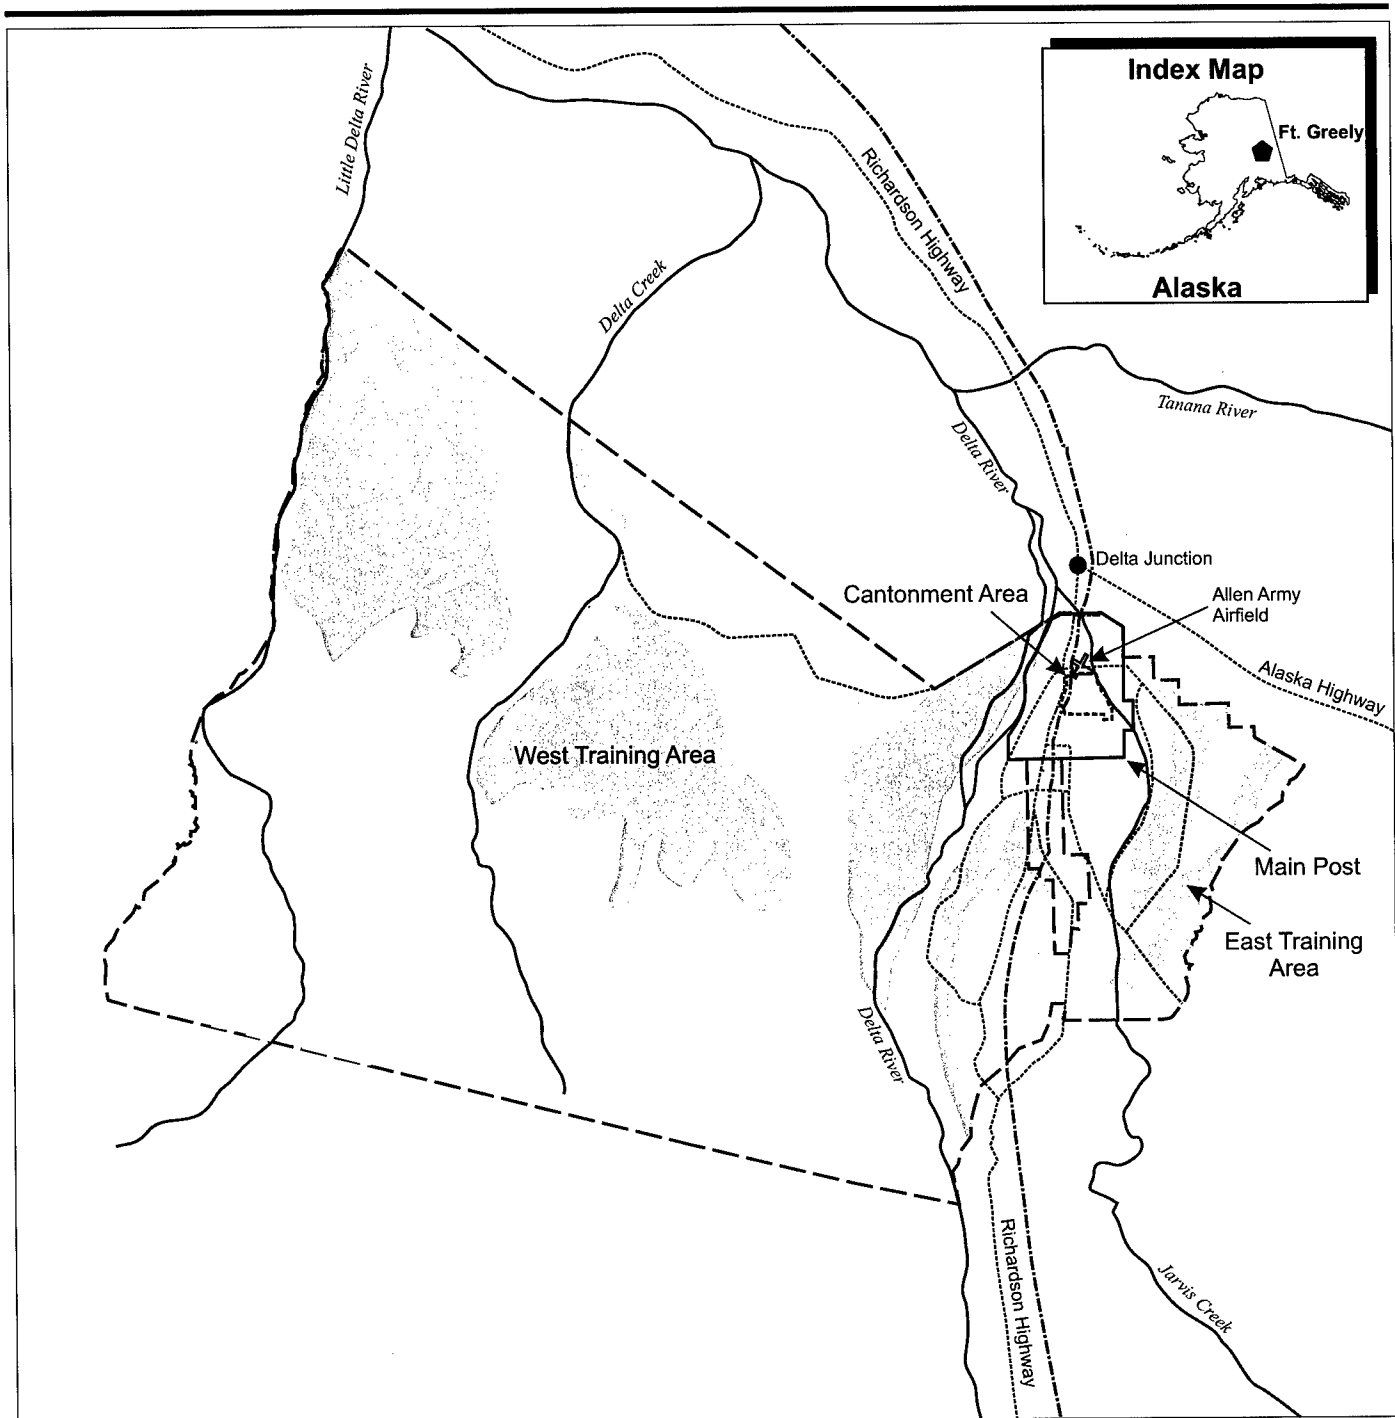 Index Map
Ft. Greely
Alaska
Little Delta River
Richardson Highway
Delta Creek
Tanana River
Delta River
Delta Junction
Cantonment Area
Allen Army
Airfield
Alaska Highway
West Training Area
Main Post
East Training
Area
Delta River
Richardson Highway
Jarvis Creek